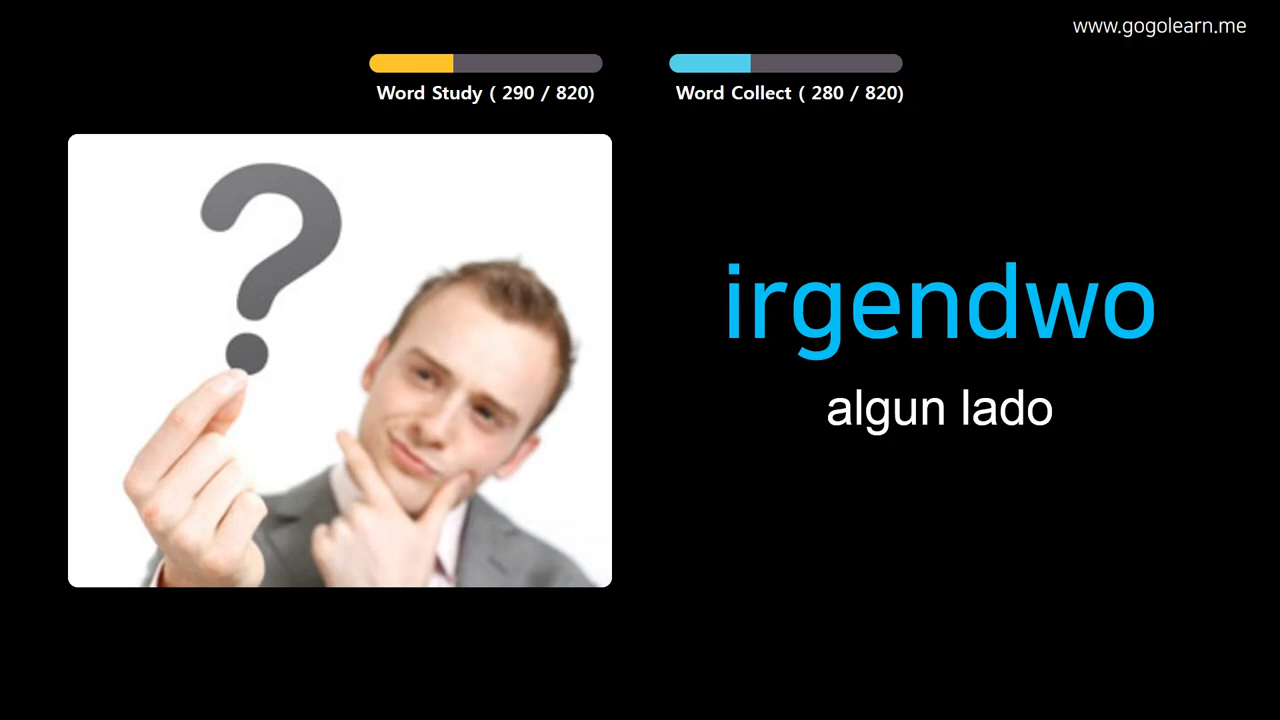 www.gogolearn.me
Word Study ( 290 / 820)
Word Collect ( 280 / 820)
?
irgendwo
algun lado